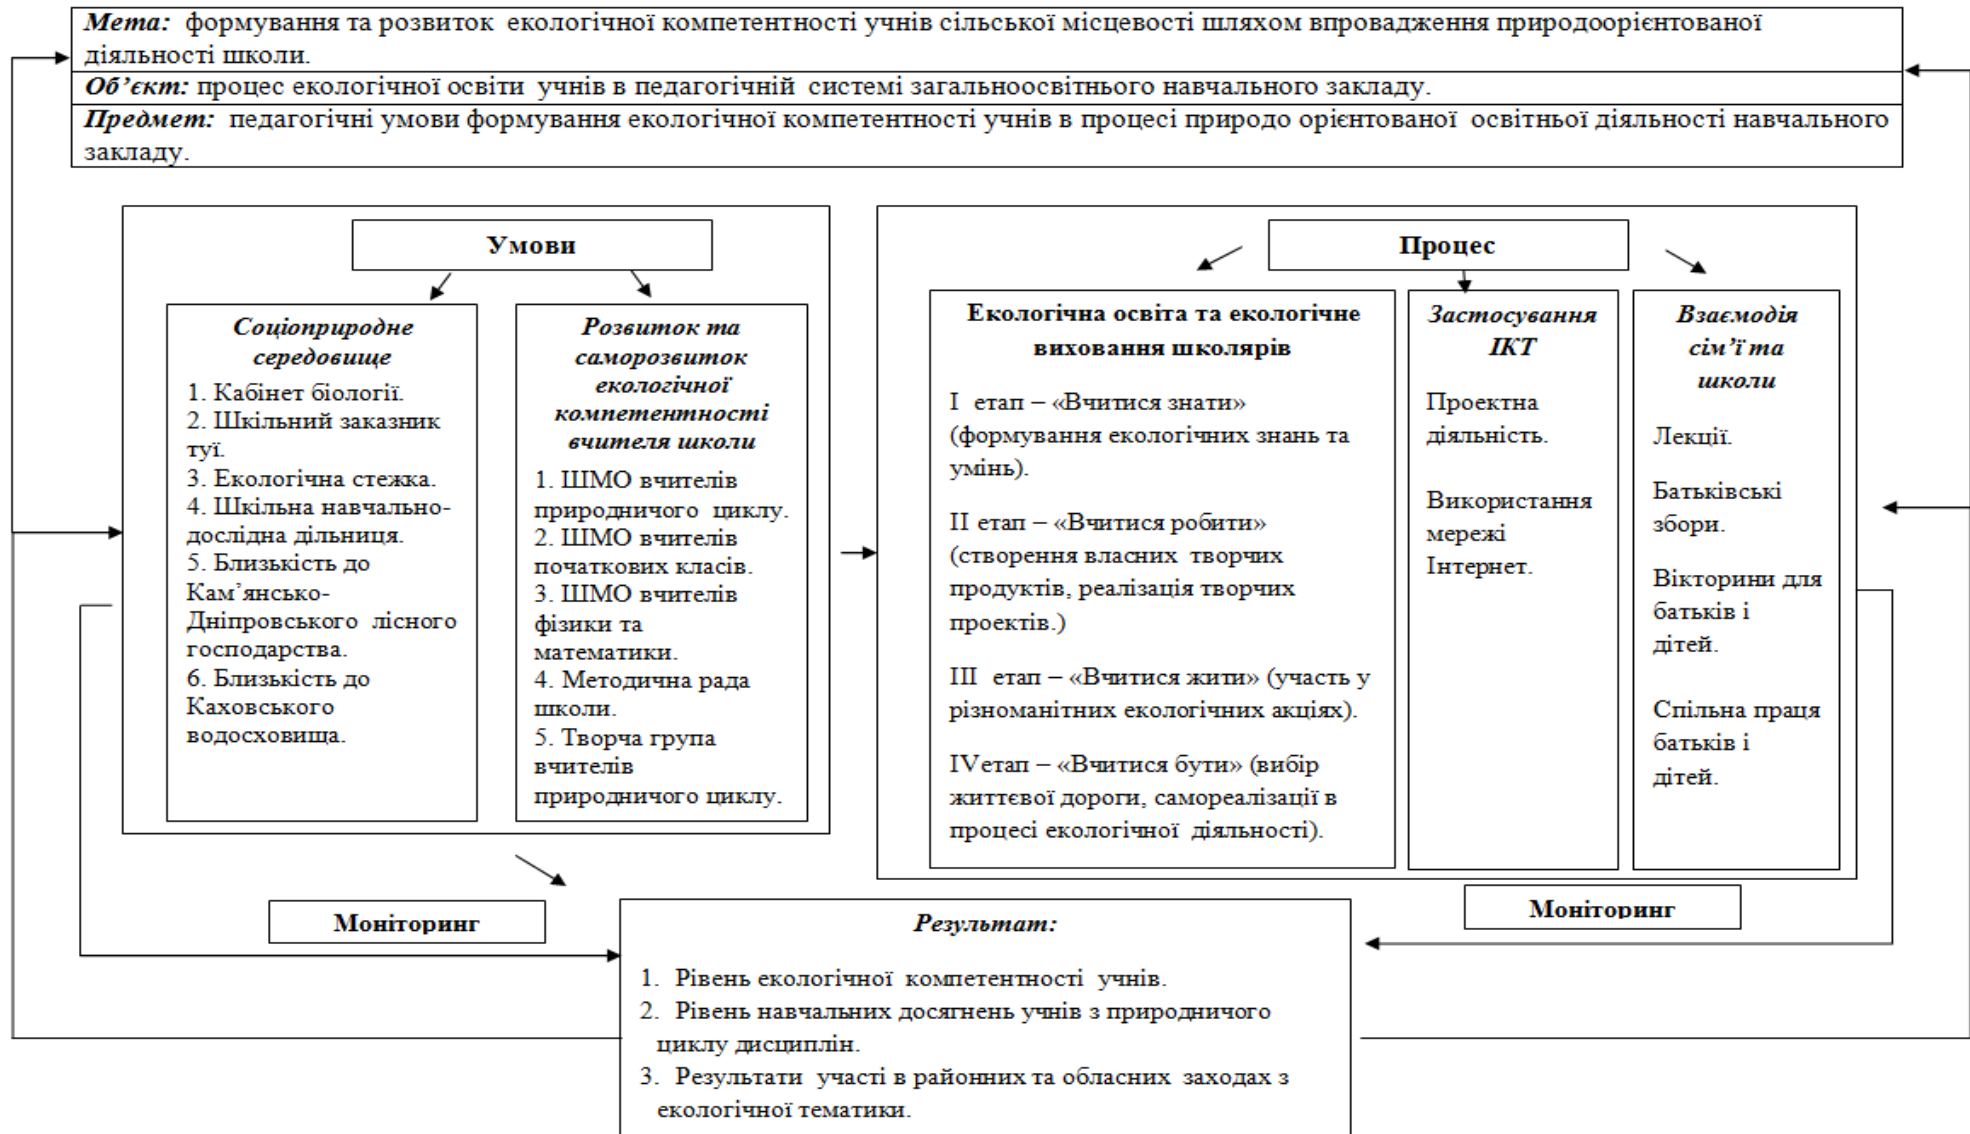 Мета: формування та розвиток екологічної компетентності учнів сільської місцевості шляхом впровадження природоорієнтованої
діяльності школи.
Об’єкт: процес екологічної освіти учнів в педагогічній системі загальноосвітнього навчального закладу.
Предмет: педагогічні умови формування екологічної компетентності учнів в процесі природо орієнтованої освітньої діяльності навчального
закладу.
Умови
Соціоприродне
середовище
1. Кабінет біології.
2. Шкільний заказник
туї.
3. Екологічна стежка.
4. Шкільна навчально-
дослідна дільниця.
5. Близькість до
Кам’янсько-
Дніпровського лісного
господарства.
6. Близькість до
Каховського
водосховища.
Розвиток та
саморозвиток
екологічної
компетентності
вчителя школи
1. ШМО вчителів
природничого циклу.
2. ШМО вчителів
початкових класів.
3. ШМО вчителів
фізики та
математики.
4. Методична рада
школи.
5. Творча група
вчителів
природничого циклу.
Процес
Екологічна освіта та екологічне
виховання школярів
I етап – «Вчитися знати»
(формування екологічних знань та
умінь).
II етап – «Вчитися робити»
(створення власних творчих
продуктів, реалізація творчих
проектів.)
III етап – «Вчитися жити» (участь у
різноманітних екологічних акціях).
IVетап – «Вчитися бути» (вибір
життєвої дороги, самореалізації в
процесі екологічної діяльності).
Застосування
ІКТ
Проектна
діяльність.
Використання
мережі
Інтернет.
Взаємодія
сім’ї та
школи
Лекції.
Батьківські
збори.
Вікторини для
батьків і
дітей.
Спільна праця
батьків і
дітей.
Моніторинг
Моніторинг
Результат:
1. Рівень екологічної компетентності учнів.
2. Рівень навчальних досягнень учнів з природничого
циклу дисциплін.
3. Результати участі в районних та обласних заходах з
екологічної тематики.